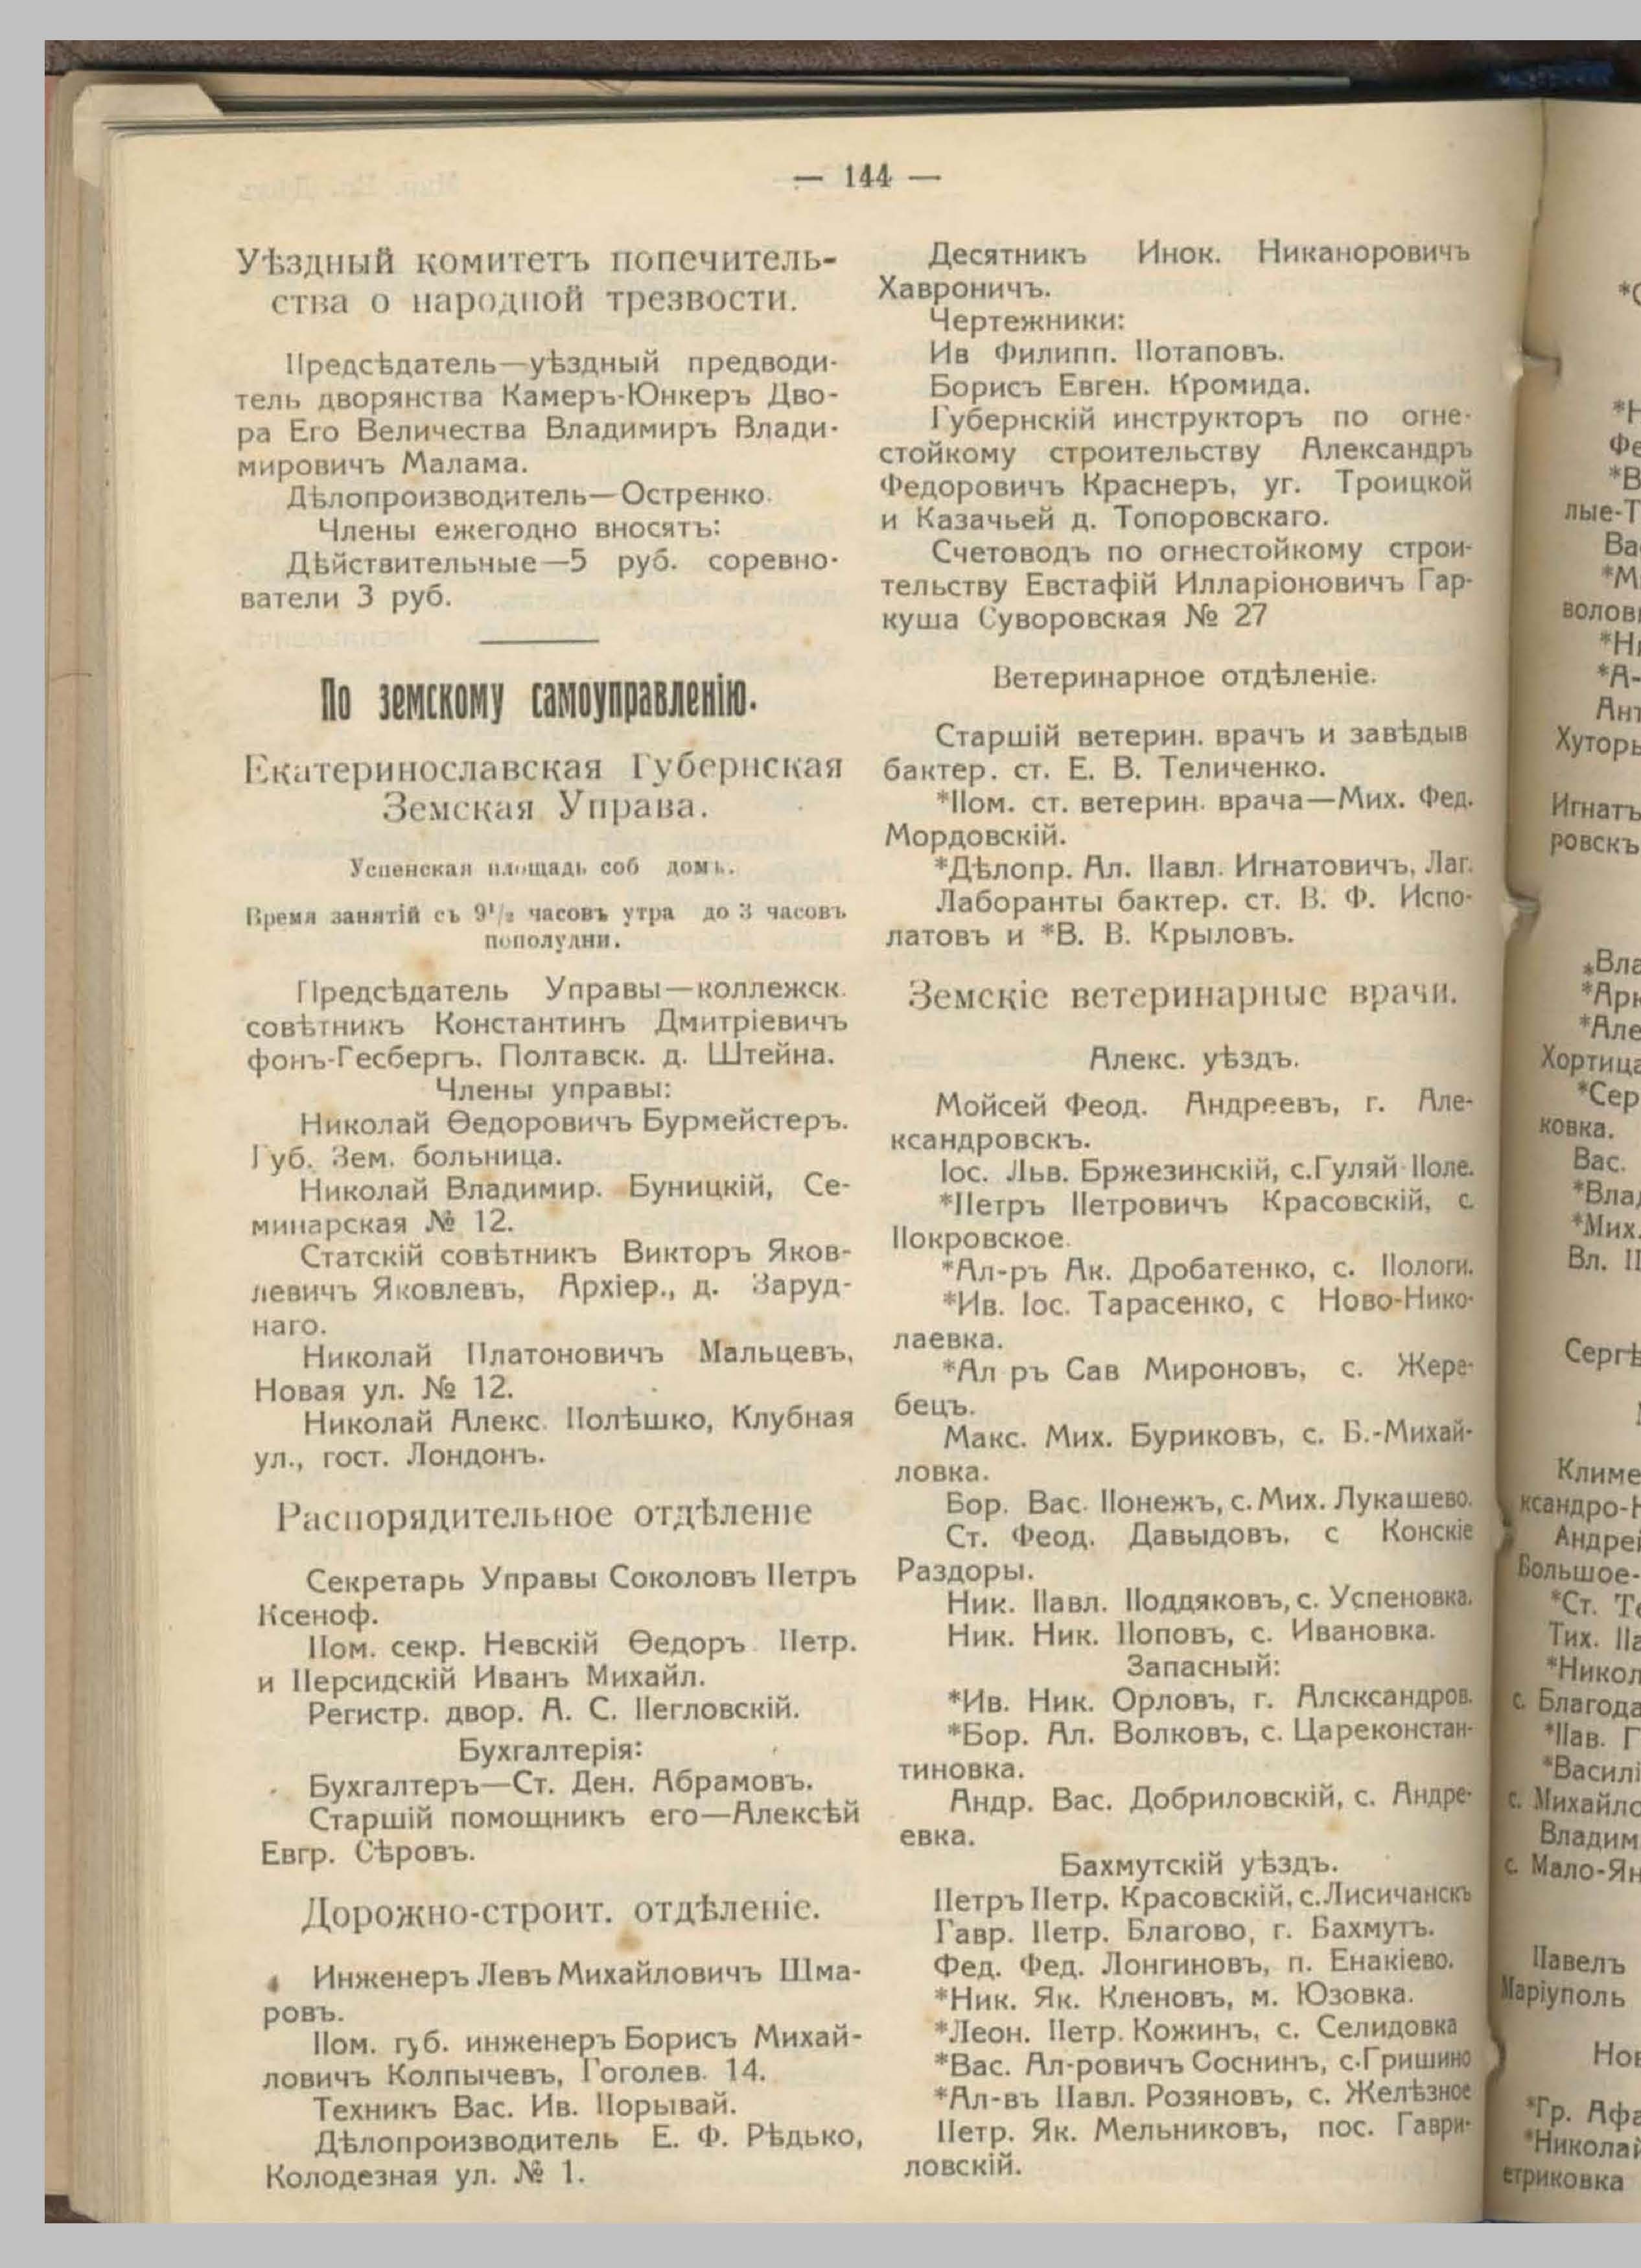 — 144 —
Уѣздный комитетъ попечитель-
ства о народной трезвости.
Предсѣдатель—уѣздный предводи-
тель дворянства Камеръ-Юнкеръ Дво-
ра Его Величества Владимиръ Влади-
мировичъ Малама.
Дѣлопроизводитель—Остренко.
Члены ежегодно вносятъ:
Дѣйствительные—5 руб. соревно-
ватели 3 руб.
По земскому самоуправленію.
Екатеринославская Губернская
Земская Управа.
Успенская площадь соб домъ.
Время занятій съ 9¹/₂ часовъ утра до 3 часовъ
пополудни.
Предсѣдатель Управы—коллежск.
совѣтникъ Константинъ Дмитріевичъ
фонъ-Гесбергъ. Полтавск. д. Штейна.
Члены управы:
Николай Ѳедоровичъ Бурмейстеръ.
Губ. Зем. больница.
Николай Владимир. Буницкій, Се-
минарская № 12.
Статскій совѣтникъ Викторъ Яков-
левичъ Яковлевъ, Архіер., д. Заруд-
наго.
Николай Платоновичъ Мальцевъ,
Новая ул. № 12.
Николай Алекс. Полѣшко, Клубная
ул., гост. Лондонъ.
Распорядительное отдѣленіе
Секретарь Управы Соколовъ Петръ
Ксеноф.
Пом. секр. Невскій Ѳедоръ Петр.
и Персидскій Иванъ Михайл.
Регистр. двор. А. С. Пегловскій.
Бухгалтерія:
Бухгалтеръ—Ст. Ден. Абрамовъ.
Старшій помощникъ его—Алексѣй
Евгр. Сѣровъ.
Дорожно-строит. отдѣленіе.
Инженеръ Левъ Михайловичъ Шма-
ровъ.
Пом. губ. инженеръ Борисъ Михай-
ловичъ Колпычевъ, Гоголев. 14.
Техникъ Вас. Ив. Порывай.
Дѣлопроизводитель Е. Ф. Рѣдько,
Колодезная ул. № 1.
Десятникъ Инок. Никаноровичъ
Хавроничъ.
Чертежники:
Ив Филипп. Потаповъ.
Борисъ Евген. Кромида.
Губернскій инструкторъ по огне-
стойкому строительству Александръ
Федоровичъ Краснеръ, уг. Троицкой
и Казачьей д. Топоровскаго.
Счетоводъ по огнестойкому строи-
тельству Евстафій Илларіоновичъ Гар-
куша Суворовская № 27
Ветеринарное отдѣленіе.
Старшій ветерин. врачъ и завѣдыв
бактер. ст. Е. В. Теличенко.
*Пом. ст. ветерин. врача—Мих. Фед.
Мордовскій.
*Дѣлопр. Ал. Павл. Игнатовичъ, Лаг.
Лаборанты бактер. ст. В. Ф. Испо-
латовъ и *В. В. Крыловъ.
Земскіе ветеринарные врачи.
Алекс. уѣздъ.
Мойсей Феод. Андреевъ, г. Але-
ксандровскъ.
Іос. Льв. Бржезинскій, с.Гуляй-Поле.
*Петръ Петровичъ Красовскій, с.
Покровское.
*Ал-ръ Ак. Дробатенко, с. Пологи.
*Ив. Іос. Тарасенко, с Ново-Нико-
лаевка.
*Ал ръ Сав Мироновъ, с. Жере-
бецъ.
Макс. Мих. Буриковъ, с. Б.-Михай-
ловка.
Бор. Вас. Понежъ, с. Мих. Лукашево.
Ст. Феод. Давыдовъ. с Конскіе
Раздоры.
Ник. Павл. Поддяковъ, с. Успеновка.
Ник. Ник. Поповъ, с. Ивановка.
Запасный:
*Ив. Ник. Орловъ, г. Алсксандров.
*Бор. Ал. Волковъ, с. Цареконстан-
тиновка.
Андр. Вас. Добриловскій, с. Андре-
евка.
Бахмутскій уѣздъ.
Петръ Петр. Красовскій, с.Лисичанскъ
Гавр. Петр. Благово, г. Бахмутъ.
Фед. Фед. Лонгиновъ, п. Енакіево.
*Ник. Як. Кленовъ, м. Юзовка.
*Леон. Петр. Кожинъ, с. Селидовка
*Вас. Ал-ровичъ Соснинъ, с.Гришино
*Ал-въ Павл. Розяновъ, с. Желѣзное
Петр. Як. Мельниковъ, пос. Гаври-
ловскій.
Хуторъ
Игнатъ
ровскъ
Хортица
ковка.
Вас.
*Мих.
Большое-
с. Благода
Павелъ
Маріуполь
*Николай